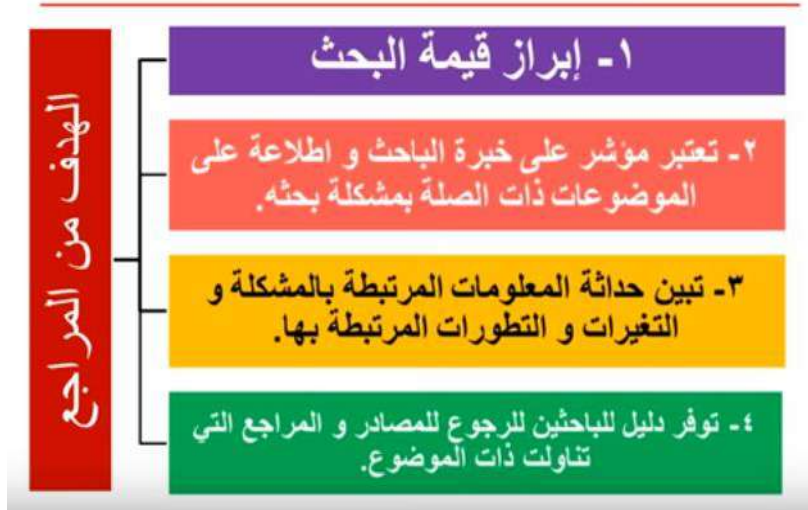 الهدف من المراجع
١- إبراز قيمة البحث
٢- تعتبر مؤشر على خبرة الباحث و اطلاعة على
الموضوعات ذات الصلة بمشكلة بحثه.
٣- تبين حداثة المعلومات المرتبطة بالمشكلة و
التغيرات و التطورات المرتبطة بها.
٤- توفر دليل للباحثين للرجوع للمصادر و المراجع التي
تناولت ذات الموضوع.